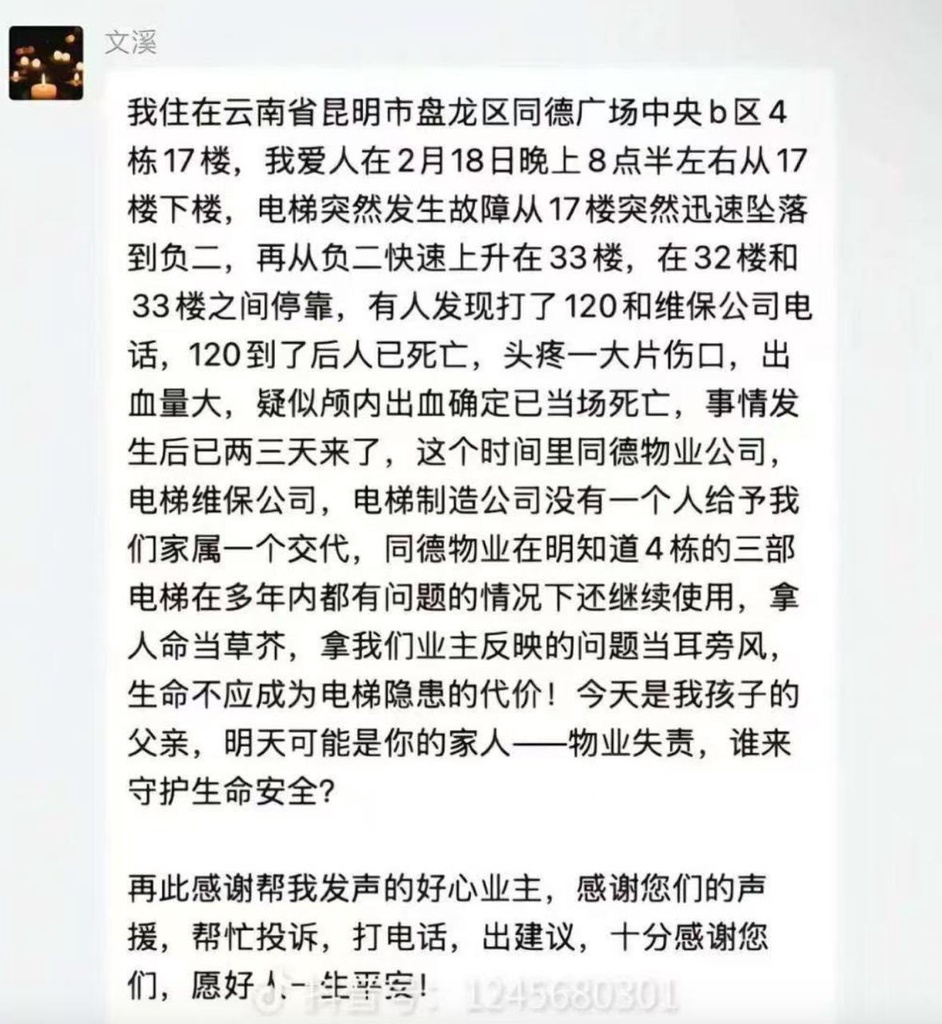 文溪
我住在云南省昆明市盘龙区同德广场中央b区4
栋17楼，我爱人在2月18日晚上8点半左右从17
楼下楼，电梯突然发生故障从17楼突然迅速坠落
到负二，再从负二快速上升在33楼，在32楼和
33楼之间停靠，有人发现打了120和维保公司电
话，120到了后人已死亡，头疼一大片伤口，出
血量大，疑似颅内出血确定已当场死亡，事情发
生后已两三天来了，这个时间里同德物业公司，
电梯维保公司，电梯制造公司没有一个人给予我
们家属一个交代，同德物业在明知道4栋的三部
电梯在多年内都有问题的情况下还继续使用，拿
人命当草芥，拿我们业主反映的问题当耳旁风，
生命不应成为电梯隐患的代价！今天是我孩子的
父亲，明天可能是你的家人——物业失责，谁来
守护生命安全？
再此感谢帮我发声的好心业主，感谢您们的声
援，帮忙投诉，打电话，出建议，十分感谢您
们，愿好人一生平安！
抖音号：1245680301